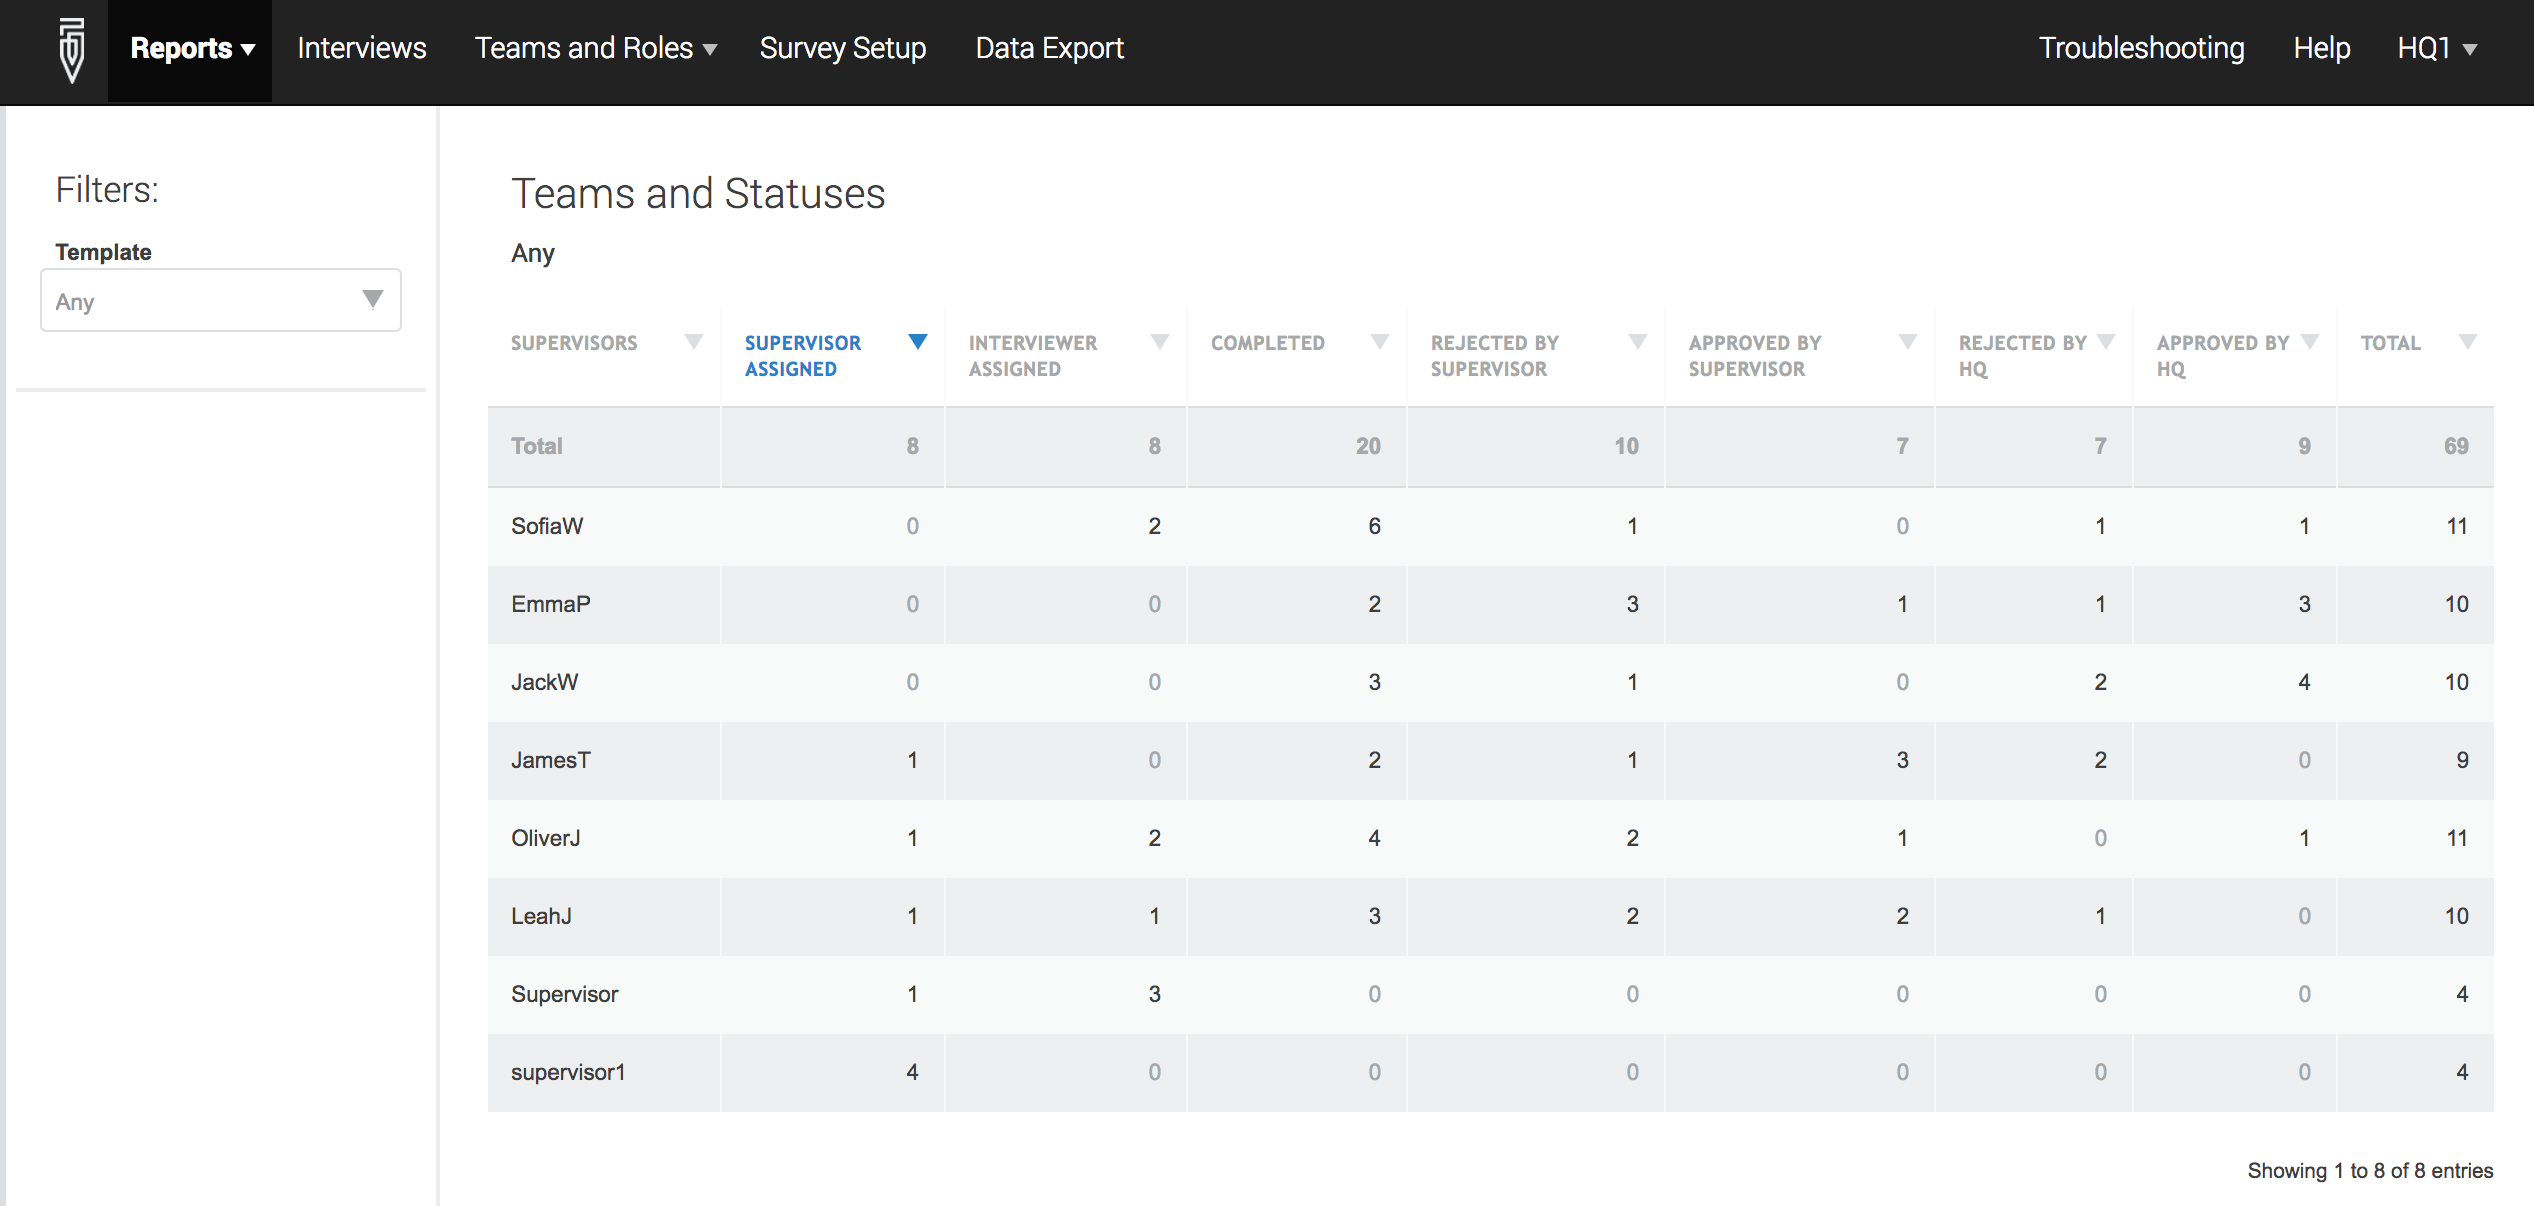 Reports Interviews Teams and Roles Survey Setup Data Export Troubleshooting Help HQ1
Filters:
Template
Any
Teams and Statuses
Any
SUPERVISORS SUPERVISOR ASSIGNED INTERVIEWER ASSIGNED COMPLETED REJECTED BY SUPERVISOR APPROVED BY SUPERVISOR REJECTED BY HQ APPROVED BY HQ TOTAL
Total 8 8 20 10 7 7 9 69
SofiaW 0 2 6 1 0 1 1 11
EmmaP 0 0 2 3 1 1 3 10
JackW 0 0 3 1 0 2 4 10
JamesT 1 0 2 1 3 2 0 9
OliverJ 1 2 4 2 1 0 1 11
LeahJ 1 1 3 2 2 1 0 10
Supervisor 1 3 0 0 0 0 0 4
supervisor1 4 0 0 0 0 0 0 4
Showing 1 to 8 of 8 entries